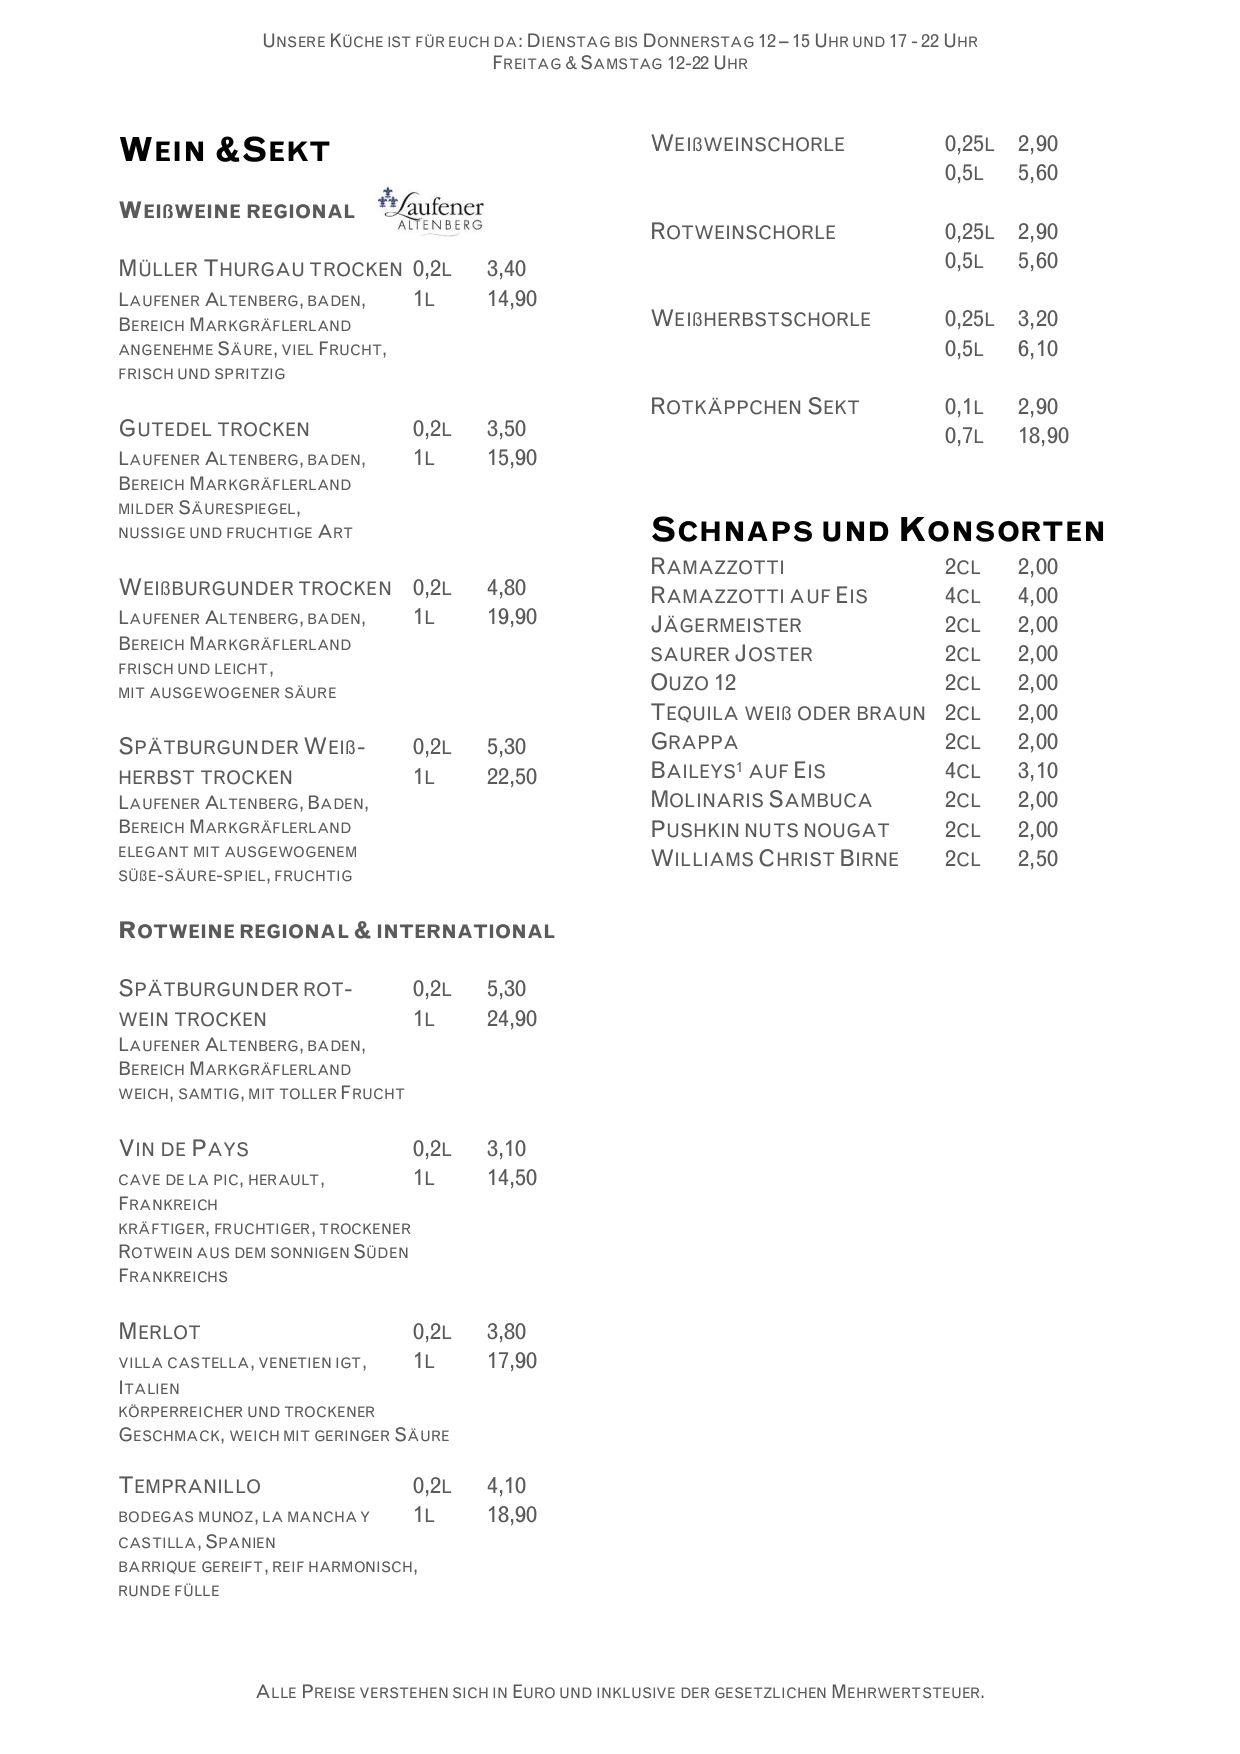 Unsere Küche ist für euch da: Dienstag bis Donnerstag 12 – 15 Uhr und 17 - 22 Uhr
Freitag & Samstag 12-22 Uhr
Wein &Sekt
Weißweine regional
Laufener
ALTENBERG
Müller Thurgau trocken 0,2l 3,40
Laufener Altenberg, baden, 1l 14,90
Bereich Markgräflerland
angenehme Säure, viel Frucht,
frisch und spritzig
Gutedel trocken 0,2l 3,50
Laufener Altenberg, baden, 1l 15,90
Bereich Markgräflerland
milder Säurespiegel,
nussige und fruchtige Art
Weißburgunder trocken 0,2l 4,80
Laufener Altenberg, baden, 1l 19,90
Bereich Markgräflerland
frisch und leicht,
mit ausgewogener säure
Spätburgunder Weiß- 0,2l 5,30
herbst trocken 1l 22,50
Laufener Altenberg, Baden,
Bereich Markgräflerland
elegant mit ausgewogenem
süße-säure-spiel, fruchtig
Rotweine regional & international
Spätburgunder rot- 0,2l 5,30
wein trocken 1l 24,90
Laufener Altenberg, baden,
Bereich Markgräflerland
weich, samtig, mit toller Frucht
Vin de Pays 0,2l 3,10
cave de la pic, herault, 1l 14,50
Frankreich
kräftiger, fruchtiger, trockener
Rotwein aus dem sonnigen Süden
Frankreichs
Merlot 0,2l 3,80
villa castella, venetien igt, 1l 17,90
Italien
körperreicher und trockener
Geschmack, weich mit geringer Säure
Tempranillo 0,2l 4,10
bodegas munoz, la mancha y 1l 18,90
castilla, Spanien
barrique gereift, reif harmonisch,
runde fülle
Weißweinschorle 0,25l 2,90
0,5l 5,60
Rotweinschorle 0,25l 2,90
0,5l 5,60
Weißherbstschorle 0,25l 3,20
0,5l 6,10
Rotkäppchen Sekt 0,1l 2,90
0,7l 18,90
Schnaps und Konsorten
Ramazzotti 2cl 2,00
Ramazzotti auf Eis 4cl 4,00
Jägermeister 2cl 2,00
saurer Joster 2cl 2,00
Ouzo 12 2cl 2,00
Tequila weiß oder braun 2cl 2,00
Grappa 2cl 2,00
Baileys¹ auf Eis 4cl 3,10
Molinaris Sambuca 2cl 2,00
Pushkin nuts nougat 2cl 2,00
Williams Christ Birne 2cl 2,50
Alle Preise verstehen sich in Euro und inklusive der gesetzlichen Mehrwertsteuer.